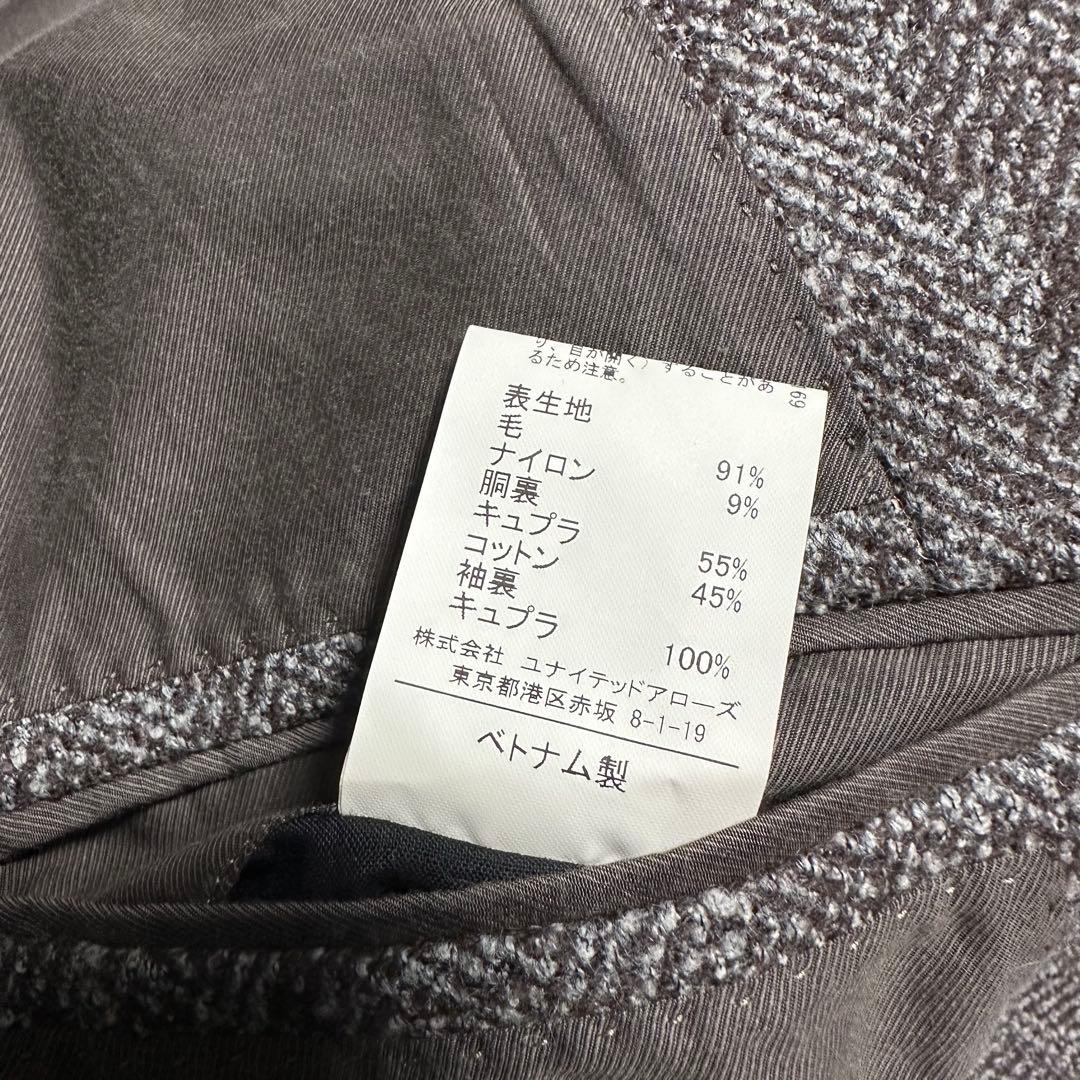 り、目が開く）することがあ
るため注意。
69
表生地
毛 91%
ナイロン 9%
胴裏
キュプラ 55%
コットン 45%
袖裏
キュプラ 100%
株式会社 ユナイテッドアローズ
東京都港区赤坂 8-1-19
ベトナム製